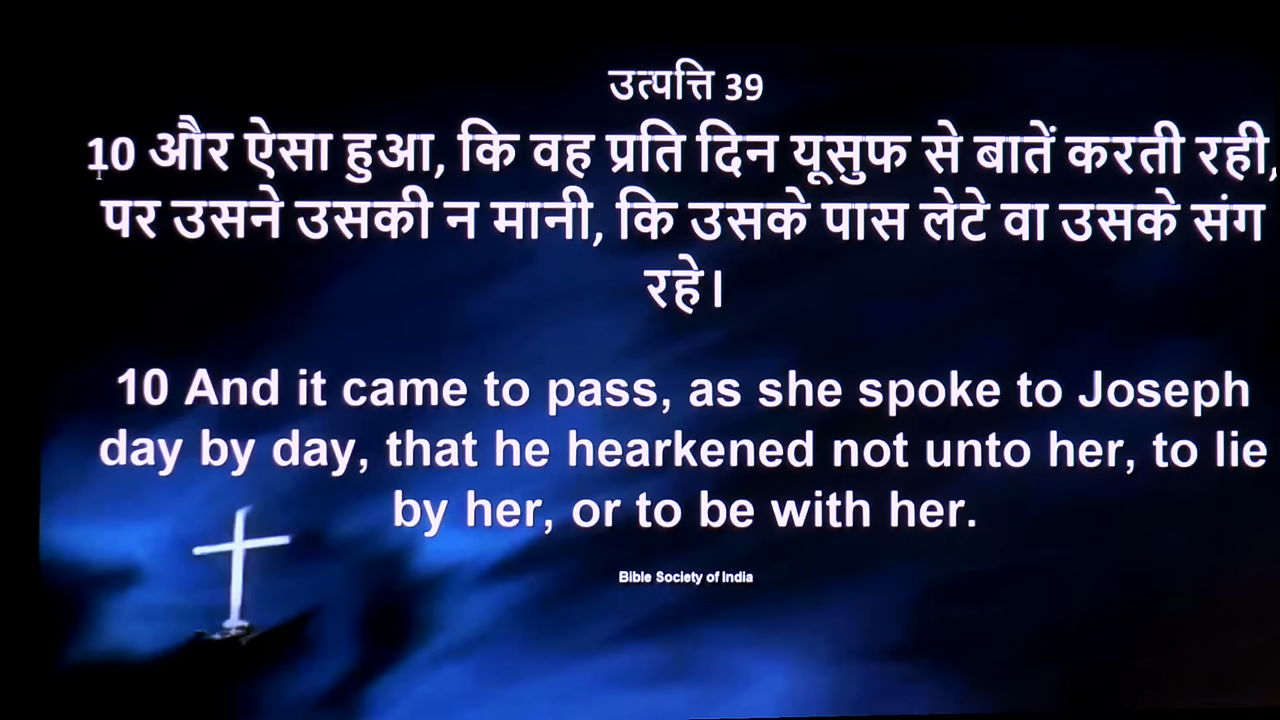 उत्पत्ति 39
10 और ऐसा हुआ, कि वह प्रति दिन यूसुफ से बातें करती रही,
पर उसने उसकी न मानी, कि उसके पास लेटे वा उसके संग
रहे।
10 And it came to pass, as she spoke to Joseph
day by day, that he hearkened not unto her, to lie
by her, or to be with her.
Bible Society of India